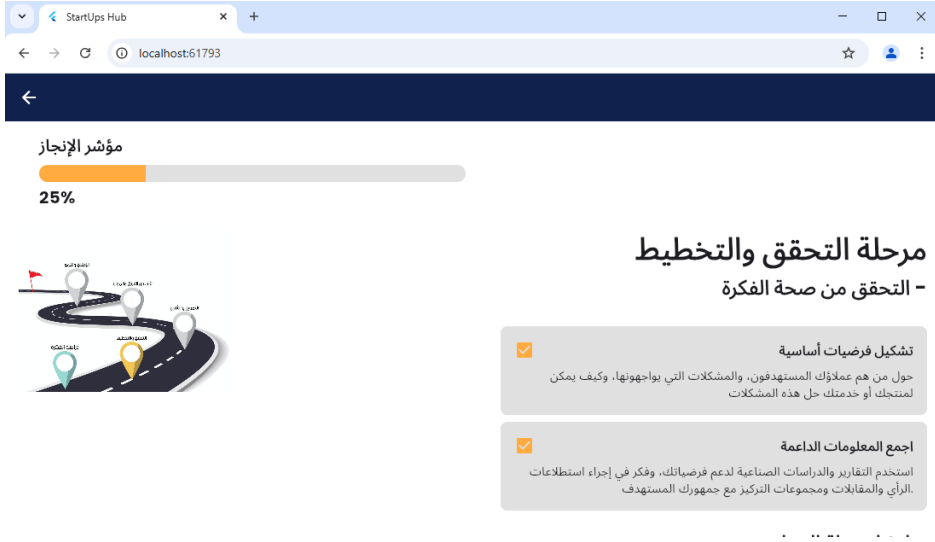 StartUps Hub
localhost:61793
مؤشر الإنجاز
25%
مرحلة التحقق والتخطيط
- التحقق من صحة الفكرة
تشكيل فرضيات أساسية
حول من هم عملاؤك المستهدفون، والمشكلات التي يواجهونها، وكيف يمكن
لمنتجك أو خدمتك حل هذه المشكلات
اجمع المعلومات الداعمة
استخدم التقارير والدراسات الصناعية لدعم فرضياتك، وفكر في إجراء استطلاعات
.الرأي والمقابلات ومجموعات التركيز مع جمهورك المستهدف